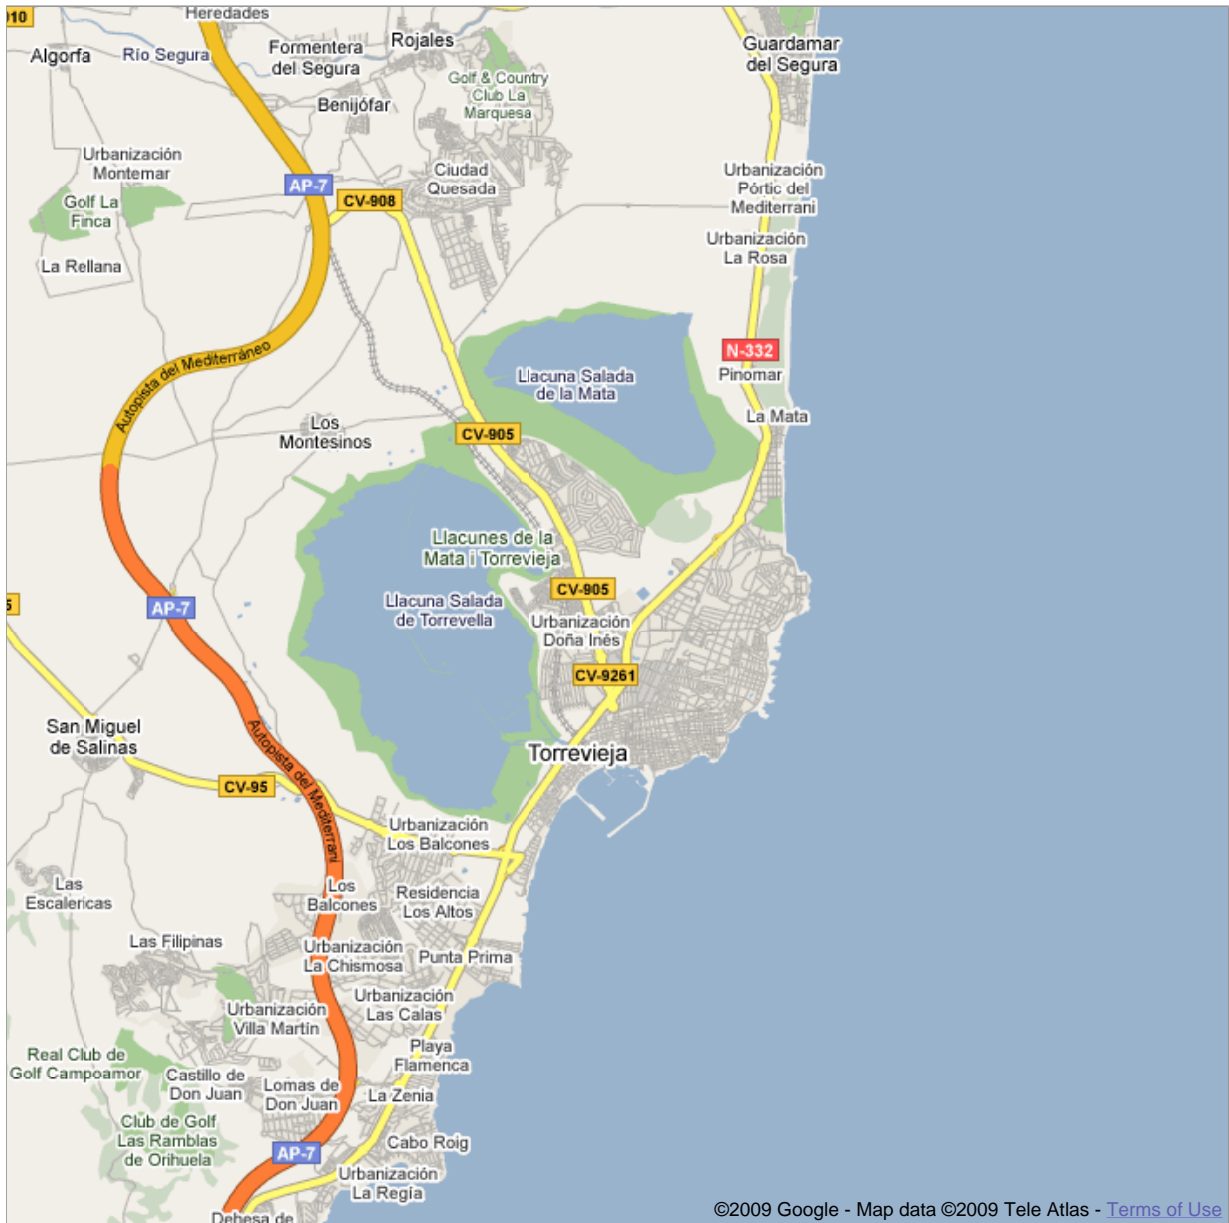 910
Heredades
Algorfa
Río Segura
Formentera
del Segura
Rojales
Guardamar
del Segura
Golf & Country
Club La
Marquesa
Benijófar
Urbanización
Montemar
AP-7
CV-908
Ciudad
Quesada
Urbanización
Pórtic del
Mediterrani
Golf La
Finca
Urbanización
La Rosa
La Rellana
Autopista del Mediterráneo
N-332
Pinomar
Llacuna Salada
de la Mata
La Mata
Los
Montesinos
CV-905
Llacunes de la
Mata i Torrevieja
CV-905
AP-7
5
Llacuna Salada
de Torrevella
Urbanización
Doña Inés
CV-9261
San Miguel
de Salinas
Autopista del Mediterrani
Torrevieja
CV-95
Urbanización
Los Balcones
Las
Escalericas
Los
Balcones
Residencia
Los Altos
Las Filipinas
Urbanización
La Chismosa
Punta Prima
Urbanización
Villa Martín
Urbanización
Las Calas
Real Club de
Golf Campoamor
Playa
Flamenca
Castillo de
Don Juan
Lomas de
Don Juan
La Zenia
Club de Golf
Las Ramblas
de Orihuela
AP-7
Cabo Roig
Urbanización
La Regía
Dehesa de
©2009 Google - Map data ©2009 Tele Atlas - Terms of Use